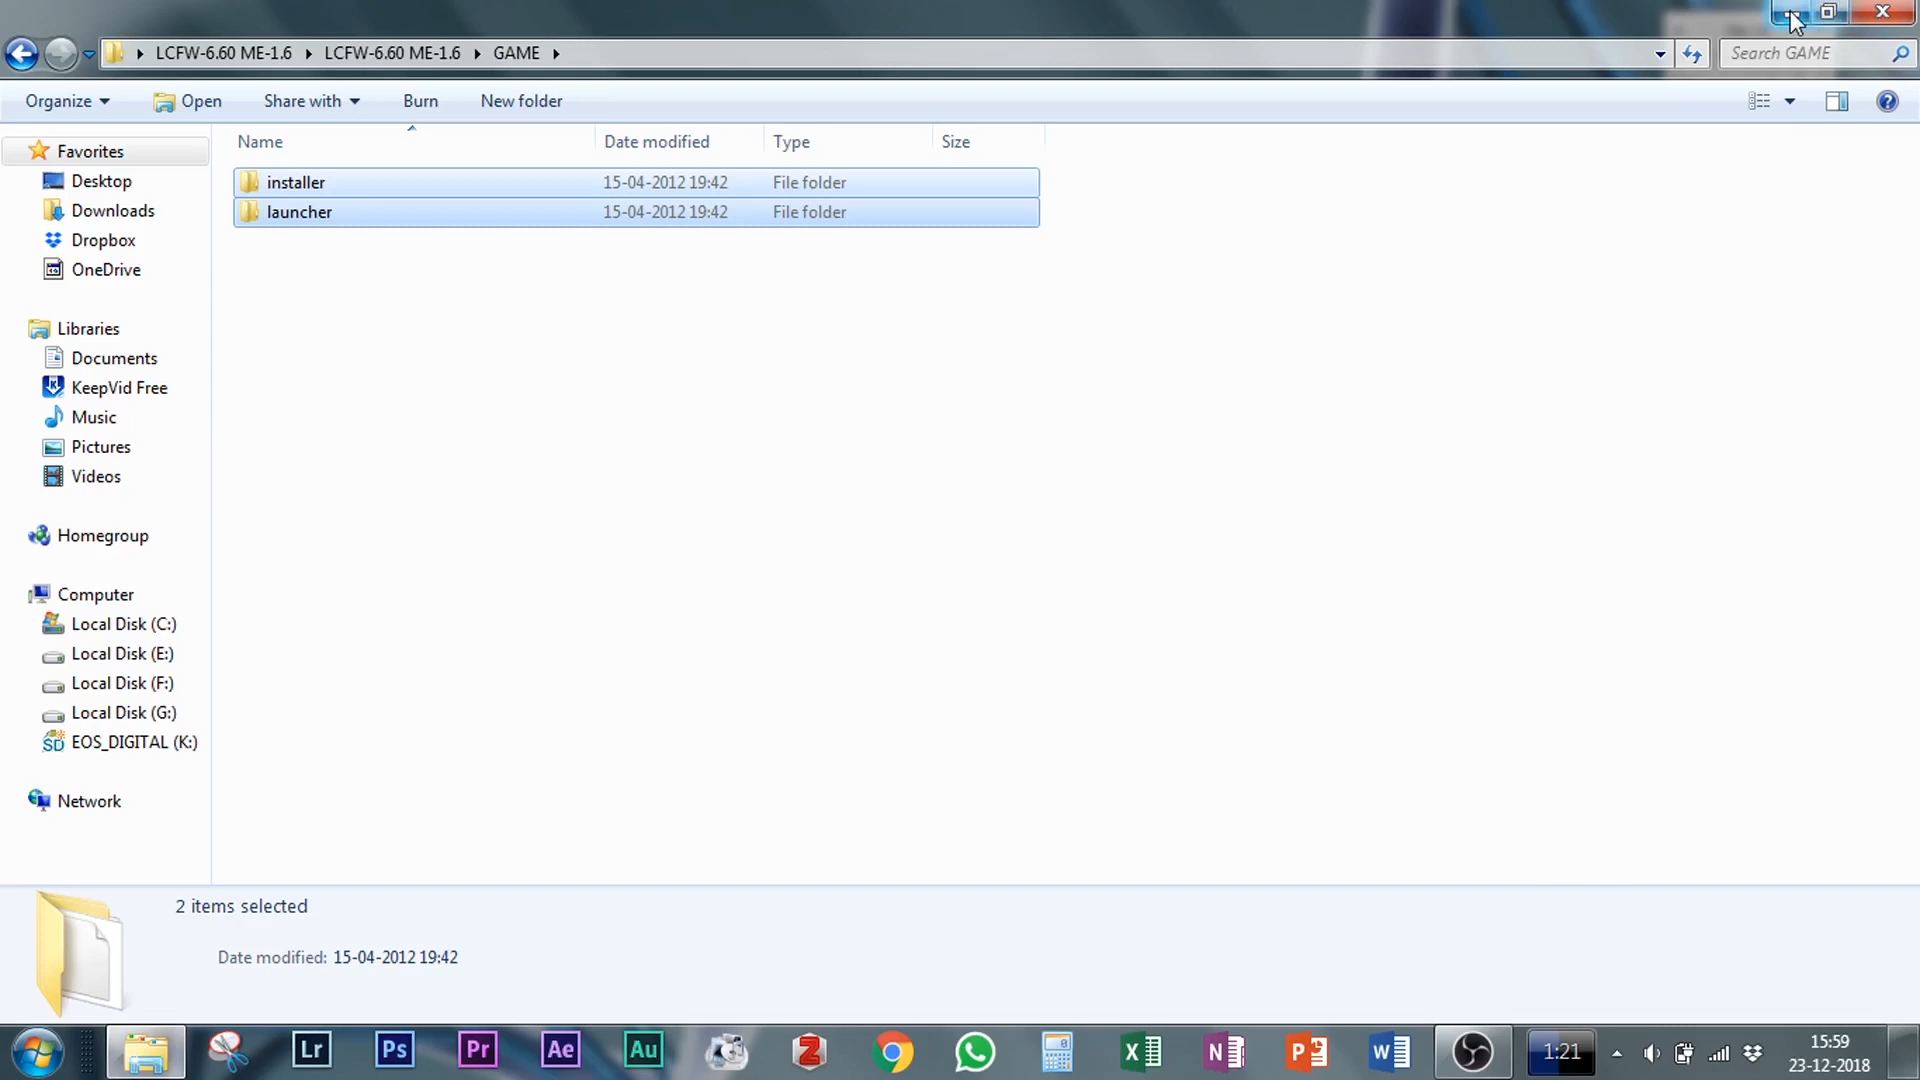 LCFW-6.60 ME-1.6 LCFW-6.60 ME-1.6 GAME
Search GAME
Organize Open Share with Burn New folder
Name Date modified Type Size
installer 15-04-2012 19:42 File folder
launcher 15-04-2012 19:42 File folder
Favorites
Desktop
Downloads
Dropbox
OneDrive
Libraries
Documents
KeepVid Free
Music
Pictures
Videos
Homegroup
Computer
Local Disk (C:)
Local Disk (E:)
Local Disk (F:)
Local Disk (G:)
SD EOS_DIGITAL (K:)
Network
2 items selected
Date modified: 15-04-2012 19:42
Lr Ps Pr Ae Au Z X N P W 1:21
15:59
23-12-2018